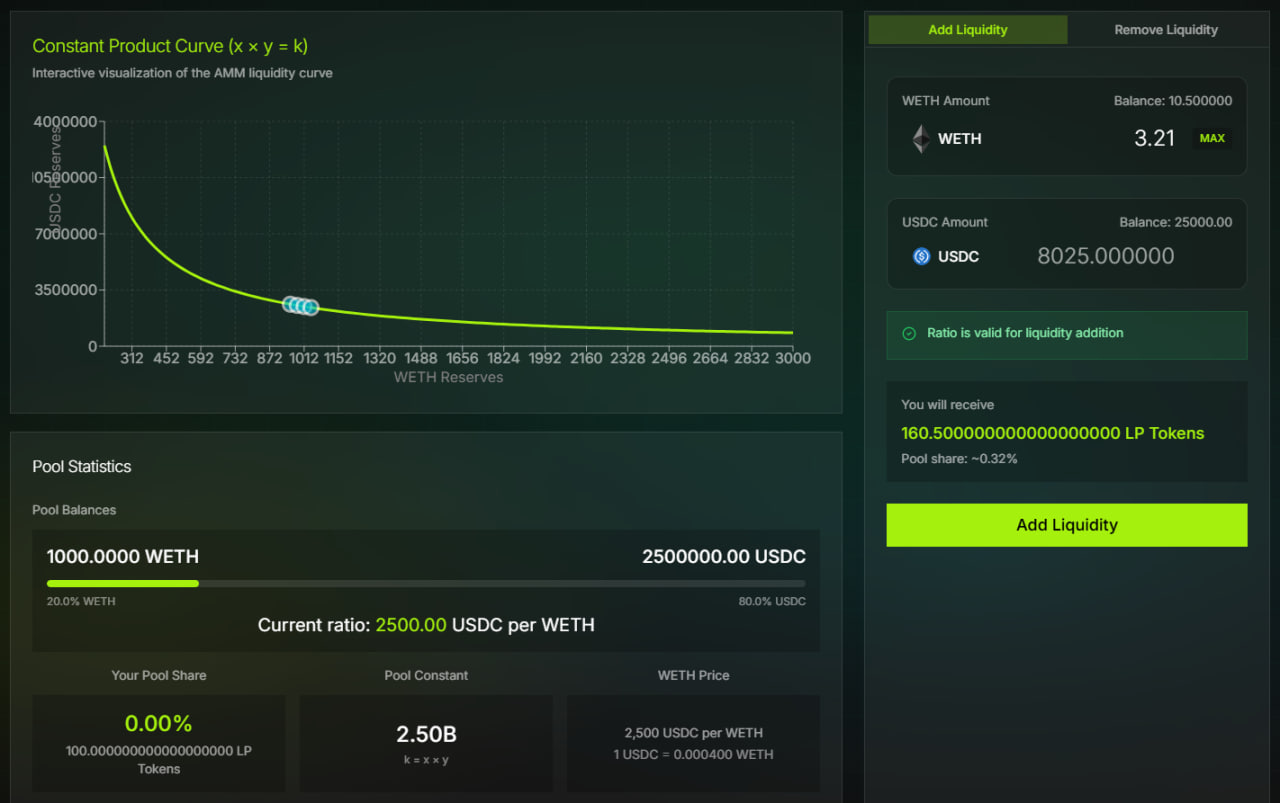 Constant Product Curve (x × y = k)
Interactive visualization of the AMM liquidity curve
4000000
10500000
7000000
3500000
0
USDC Reserves
312 452 592 732 872 1012 1152 1320 1488 1656 1824 1992 2160 2328 2496 2664 2832 3000
WETH Reserves
Pool Statistics
Pool Balances
1000.0000 WETH 2500000.00 USDC
20.0% WETH 80.0% USDC
Current ratio: 2500.00 USDC per WETH
Your Pool Share
0.00%
100.000000000000000000 LP
Tokens
Pool Constant
2.50B
k = x × y
WETH Price
2,500 USDC per WETH
1 USDC = 0.000400 WETH
Add Liquidity Remove Liquidity
WETH Amount Balance: 10.500000
WETH 3.21 MAX
USDC Amount Balance: 25000.00
USDC 8025.000000
Ratio is valid for liquidity addition
You will receive
160.500000000000000000 LP Tokens
Pool share: ~0.32%
Add Liquidity